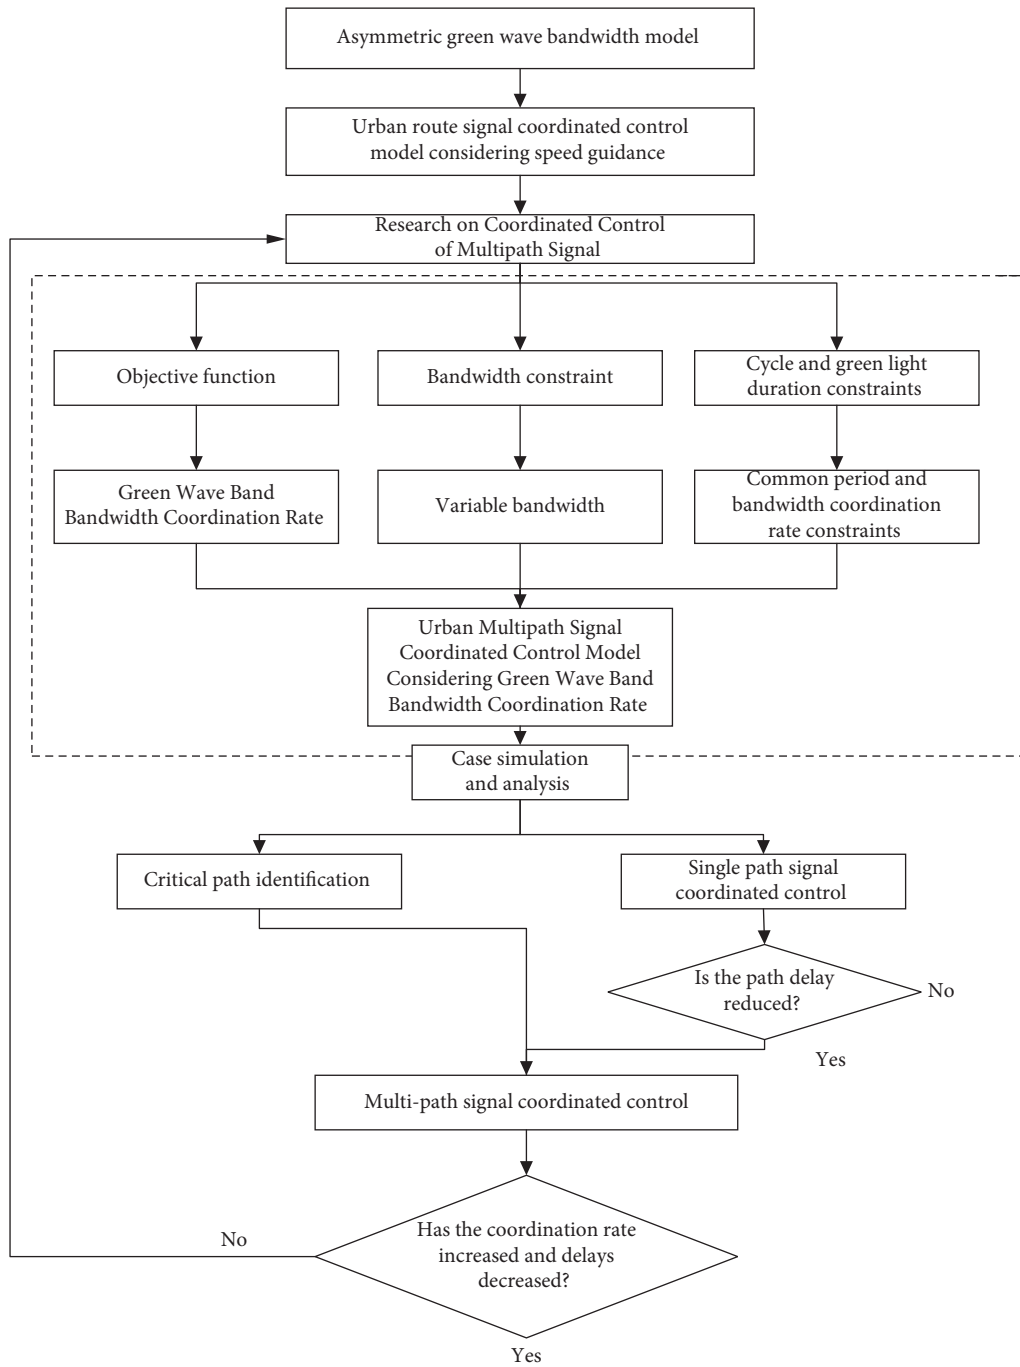 Asymmetric green wave bandwidth model
Urban route signal coordinated control
model considering speed guidance
Research on Coordinated Control
of Multipath Signal
Objective function
Bandwidth constraint
Cycle and green light
duration constraints
Green Wave Band
Bandwidth Coordination Rate
Variable bandwidth
Common period and
bandwidth coordination
rate constraints
Urban Multipath Signal
Coordinated Control Model
Considering Green Wave Band
Bandwidth Coordination Rate
Case simulation
and analysis
Critical path identification
Single path signal
coordinated control
Is the path delay
reduced?
No
Yes
Multi-path signal coordinated control
Has the coordination rate
increased and delays
decreased?
No
Yes